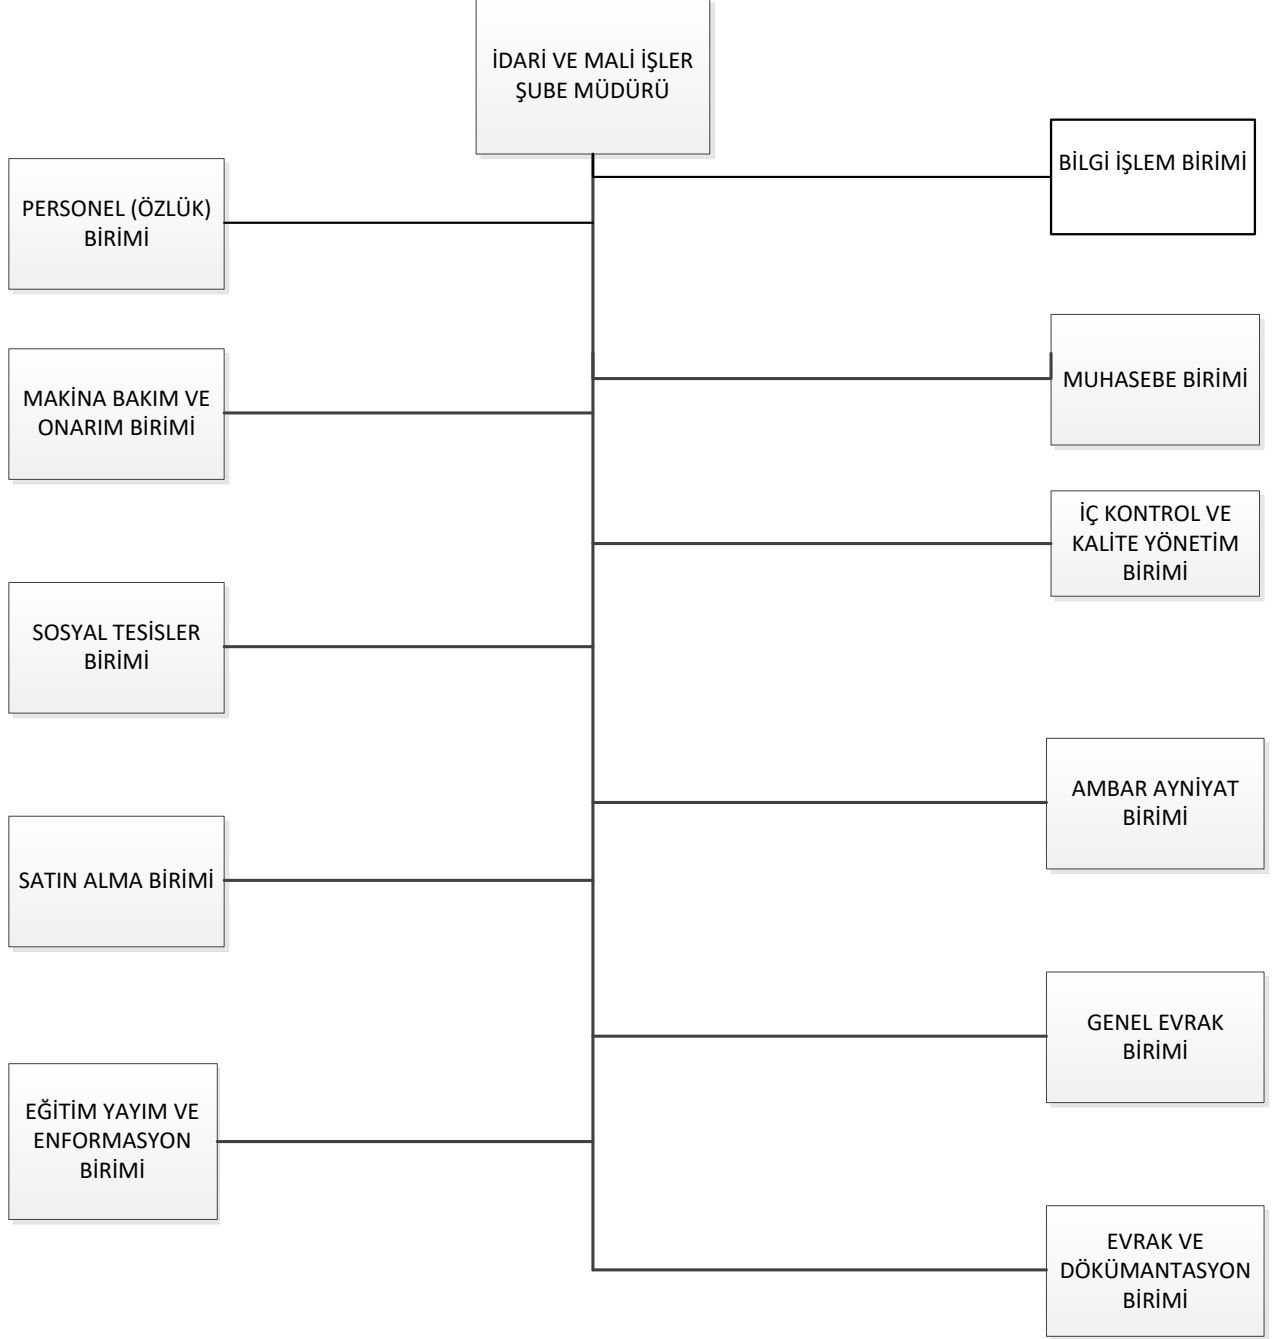 İDARİ VE MALİ İŞLER
ŞUBE MÜDÜRÜ
BİLGİ İŞLEM BİRİMİ
PERSONEL (ÖZLÜK)
BİRİMİ
MUHASEBE BİRİMİ
MAKİNA BAKIM VE
ONARIM BİRİMİ
İÇ KONTROL VE
KALİTE YÖNETİM
BİRİMİ
SOSYAL TESİSLER
BİRİMİ
AMBAR AYNİYAT
BİRİMİ
SATIN ALMA BİRİMİ
GENEL EVRAK
BİRİMİ
EĞİTİM YAYIM VE
ENFORMASYON
BİRİMİ
EVRAK VE
DÖKÜMANTASYON
BİRİMİ